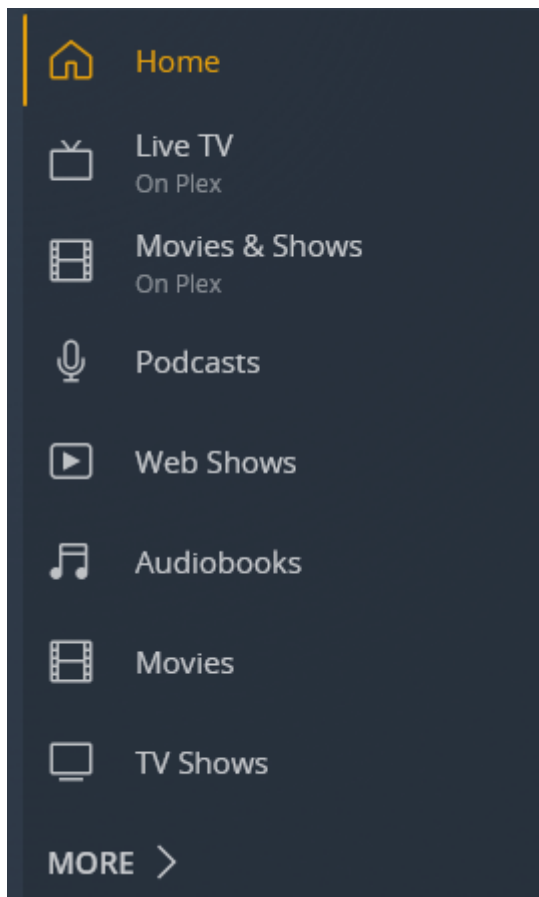 Home
Live TV
On Plex
Movies & Shows
On Plex
Podcasts
Web Shows
Audiobooks
Movies
TV Shows
MORE